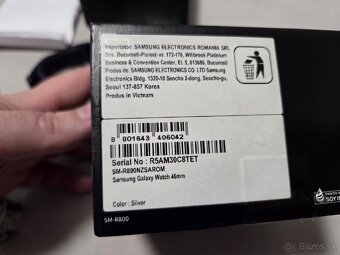 Importator: SAMSUNG ELECTRONICS ROMANIA SRL
Sos. Bucuresti-Ploiesti nr. 172-176, Willbrook Platinium
Business & Convention Center, Et. 5, 013686, Bucuresti
Produs de: SAMSUNG ELECTRONICS CO., LTD Samsung
Electronics Bldg. 1320-10 Seocho 2-dong, Seocho-gu,
Seoul 137-857 Korea
Produs in Vietnam
8 801643 406042
Serial No : R5AM30C8TET
SM-R800NZSAROM
Samsung Galaxy Watch 46mm
Color : Silver
SM-R800
SOY INK